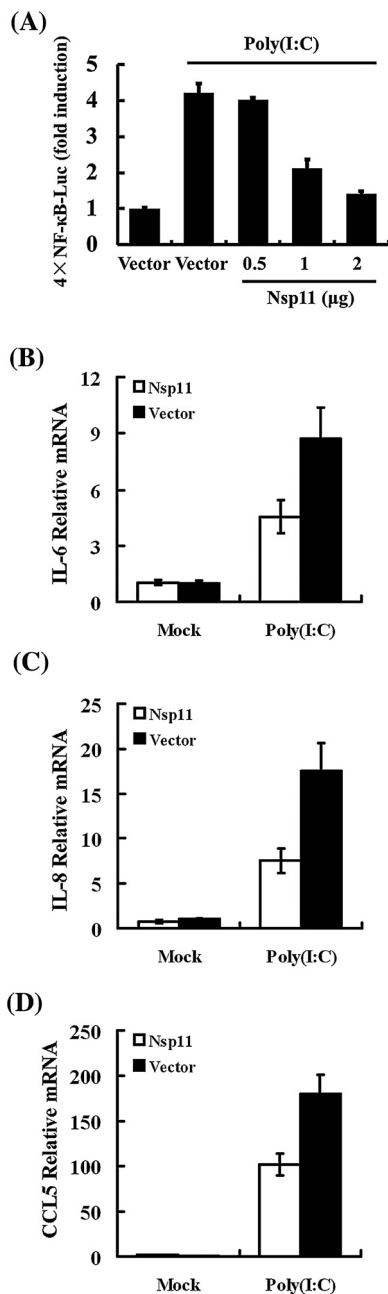 (A)
Poly(I:C)
4×NF-κB-Luc (fold induction)
5
4
3
2
1
0
Vector Vector 0.5 1 2
Nsp11 (μg)
(B)
IL-6 Relative mRNA
12
9
6
3
0
Nsp11
Vector
Mock Poly(I:C)
(C)
IL-8 Relative mRNA
25
20
15
10
5
0
Nsp11
Vector
Mock Poly(I:C)
(D)
CCL5 Relative mRNA
250
200
150
100
50
0
Nsp11
Vector
Mock Poly(I:C)